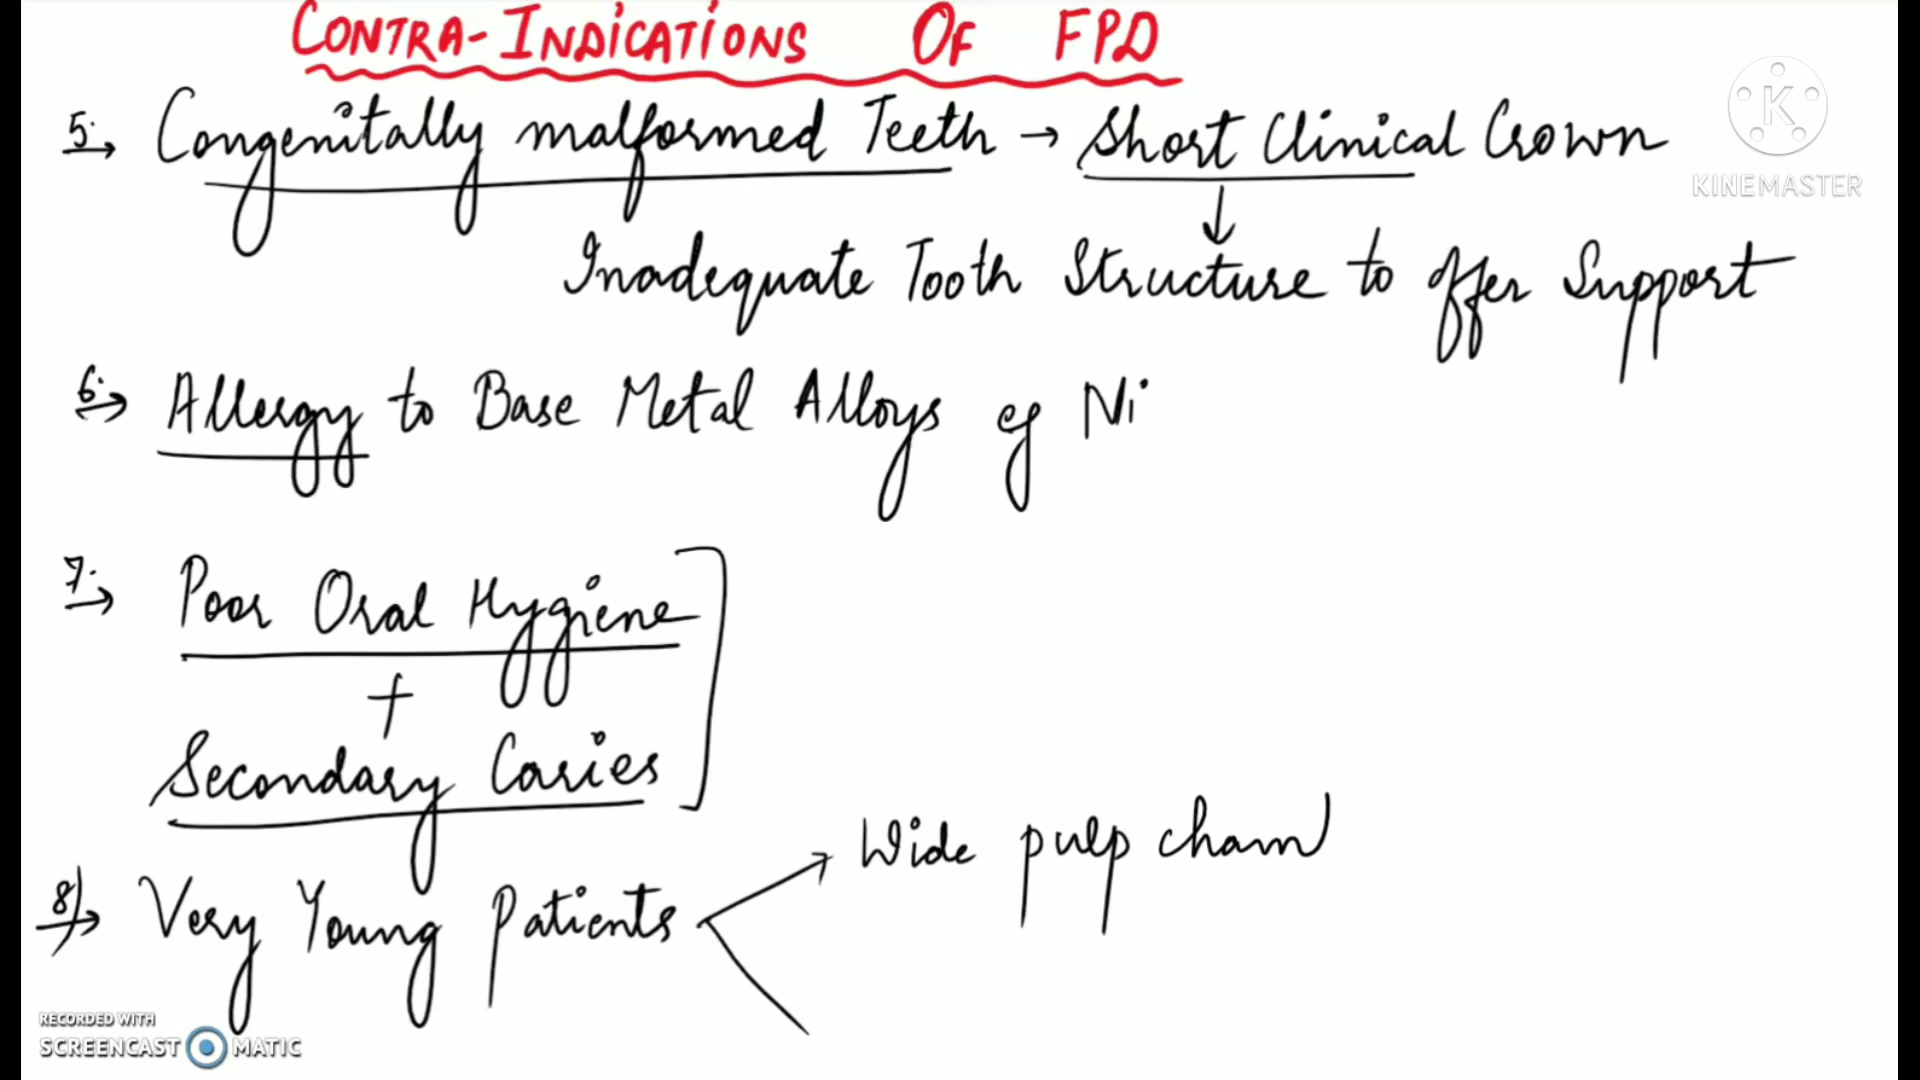 CONTRA-INDICATIONS OF FPD
5. → Congenitally malformed Teeth → Short Clinical Crown
↓
Inadequate Tooth Structure to offer Support
6. → Allergy to Base Metal Alloys eg Ni
7. → Poor Oral Hygiene
+
Secondary Caries
8) → Very Young Patients
Wide pulp cham
K
KINEMASTER
RECORDED WITH
SCREENCAST MATIC